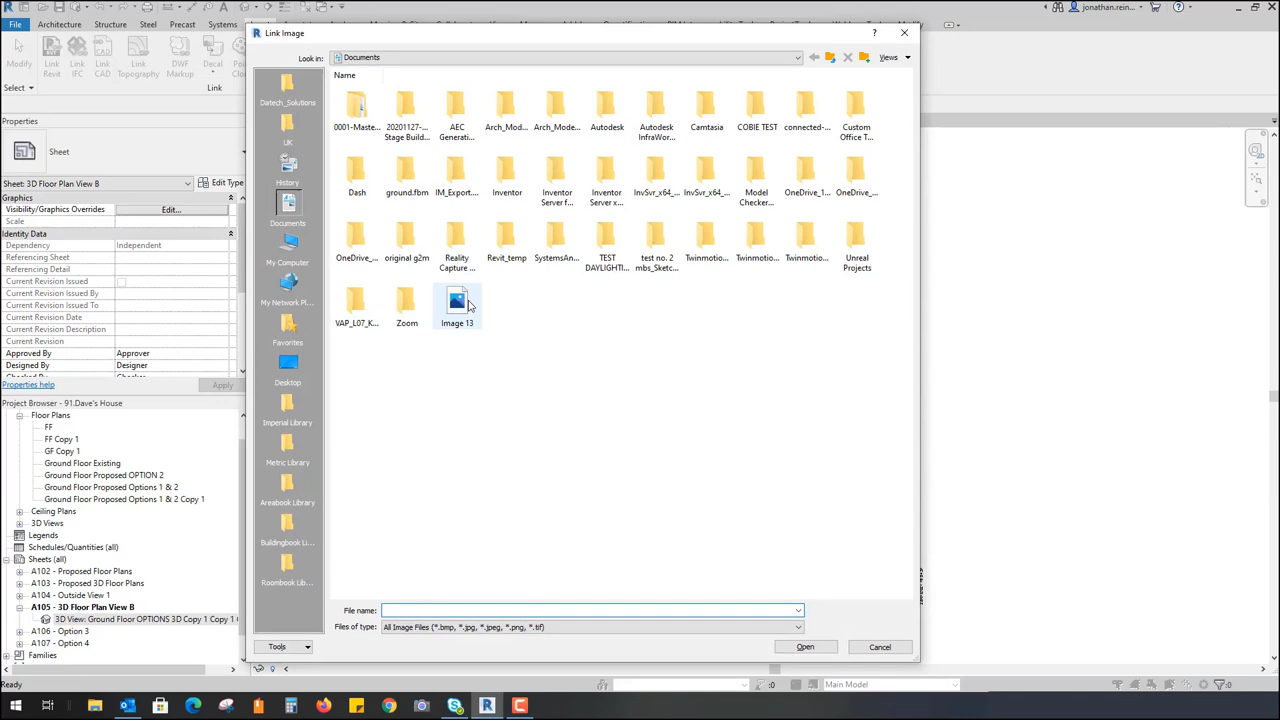 jonathan.rein...
File
Architecture
Structure
Steel
Precast
Systems
Modify
Link Revit
Link IFC
Link CAD
Topography
DWF Markup
Decal
Select
Link
Link Image
Look in:
Documents
Views
Name
Datech_Solutions
UK
History
Documents
My Computer
My Network Pl...
Favorites
Desktop
Imperial Library
Metric Library
Areabook Library
Buildingbook Li...
Roombook Lib...
0001-Maste...
20201127-... Stage Build...
AEC Generati...
Arch_Mod...
Arch_Mode...
Autodesk
Autodesk InfraWor...
Camtasia
COBIE TEST
connected-...
Custom Office T...
Dash
ground.fbm
IM_Export....
Inventor
Inventor Server f...
Inventor Server x...
InvSvr_x64_...
InvSvr_x64_...
Model Checker...
OneDrive_1...
OneDrive_...
OneDrive_...
original g2m
Reality Capture ...
Revit_temp
SystemsAn...
TEST DAYLIGHTI...
test no. 2 mbs_Sketc...
Twinmotio...
Twinmotio...
Twinmotio...
Unreal Projects
VAP_L07_K...
Zoom
Image 13
File name:
Files of type:
All Image Files (*.bmp, *.jpg, *.jpeg, *.png, *.tif)
Tools
Open
Cancel
Properties
Sheet
Sheet: 3D Floor Plan View B
Edit Type
Graphics
Visibility/Graphics Overrides
Edit...
Scale
Identity Data
Dependency
Independent
Referencing Sheet
Referencing Detail
Current Revision Issued
Current Revision Issued By
Current Revision Issued To
Current Revision Date
Current Revision Description
Current Revision
Approved By
Approver
Designed By
Designer
Properties help
Apply
Project Browser - 91.Dave's House
Floor Plans
FF
FF Copy 1
GF Copy 1
Ground Floor Existing
Ground Floor Proposed OPTION 2
Ground Floor Proposed Options 1 & 2
Ground Floor Proposed Options 1 & 2 Copy 1
Ceiling Plans
3D Views
Legends
Schedules/Quantities (all)
Sheets (all)
A102 - Proposed Floor Plans
A103 - Proposed 3D Floor Plans
A104 - Outside View 1
A105 - 3D Floor Plan View B
3D View: Ground Floor OPTIONS 3D Copy 1 Copy 1
A106 - Option 3
A107 - Option 4
Families
Ready
:0
Main Model
:0